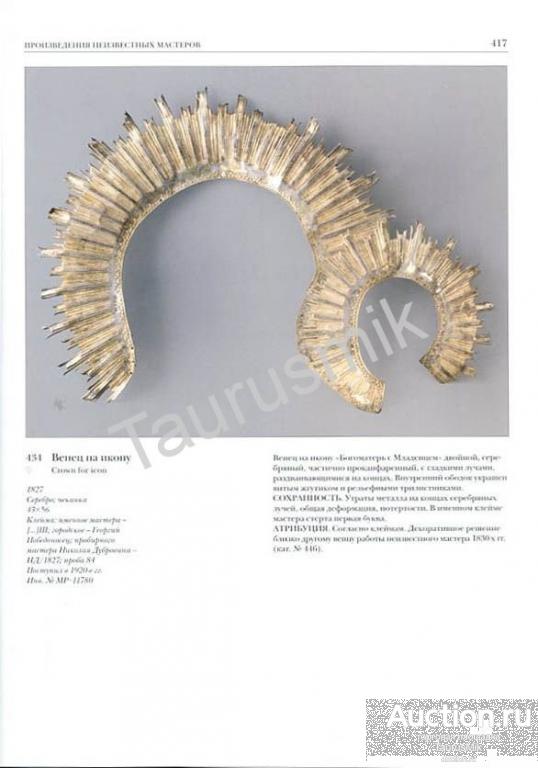 ПРОИЗВЕДЕНИЯ НЕИЗВЕСТНЫХ МАСТЕРОВ 417
Taurusmik
451 Венец на икону
Crown for icon
1827
Серебро; чеканка
43×56
Клейма: именное мастера –
[...]Ш; городское – Георгий
Победоносец; пробирного
мастера Николая Дубровина –
НД/1827; проба 84
Поступил в 1920-е гг.
Инв. № МР-11780
Венец на икону «Богоматерь с Младенцем» двойной, сере-
бряный, частично проканфаренный, с гладкими лучами,
раздваивающимися на концах. Внутренний ободок украшен
витым жгутиком и рельефными трилистниками.
СОХРАННОСТЬ. Утраты металла на концах серебряных
лучей, общая деформация, потертости. В именном клейме
мастера стерта первая буква.
АТРИБУЦИЯ. Согласно клеймам. Декоративное решение
близко другому венцу работы неизвестного мастера 1830-х гг.
(кат. № 446).
Auction.ru